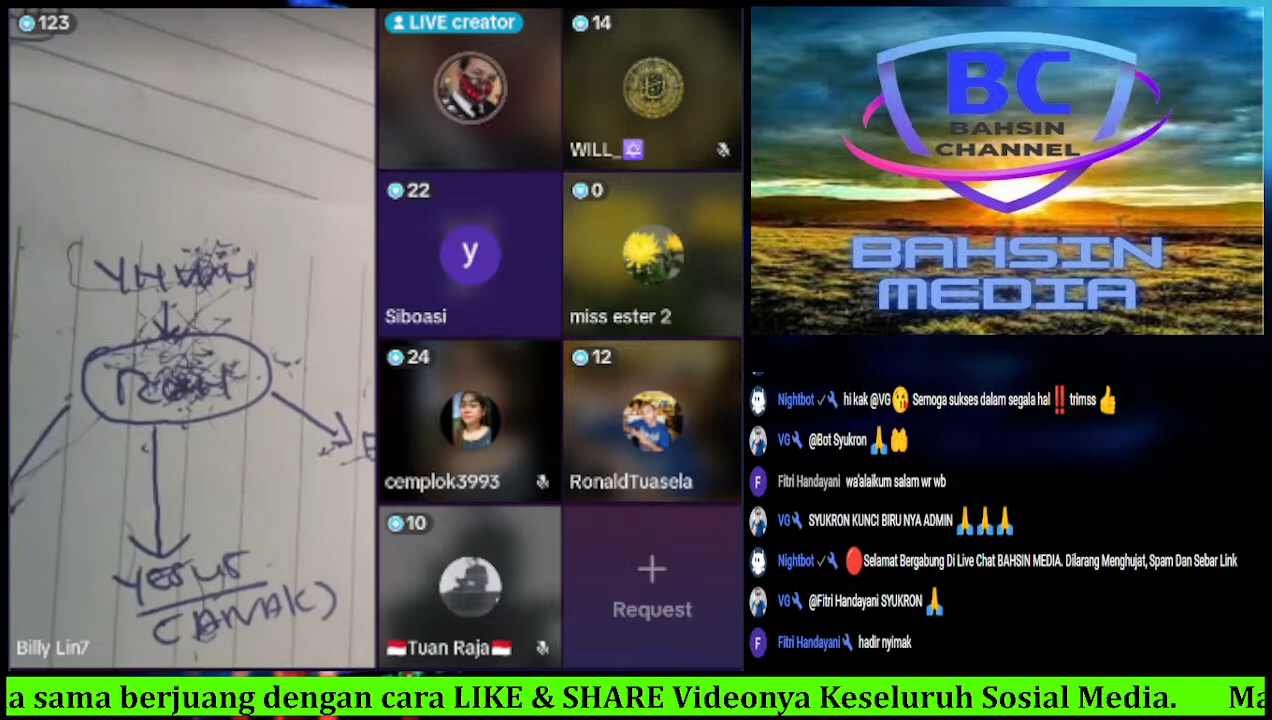 123
YHWH
YESUS
(ANAK)
Billy Lin7
LIVE creator
14
WILL_
22
y
Siboasi
0
miss ester 2
24
cemplok3993
12
RonaldTuasela
10
🇮🇩Tuan Raja🇮🇩
+
Request
BC
BAHSIN
CHANNEL
BAHSIN
MEDIA
Nightbot hi kak @VG😘 Semoga sukses dalam segala hal ‼️ trimss 👍
VG @Bot Syukron 🙏🤲
F Fitri Handayani wa'alaikum salam wr wb
VG SYUKRON KUNCI BIRU NYA ADMIN 🙏🙏🙏
Nightbot 🔴Selamat Bergabung Di Live Chat BAHSIN MEDIA. Dilarang Menghujat, Spam Dan Sebar Link
VG @Fitri Handayani SYUKRON 🙏
F Fitri Handayani hadir nyimak
a sama berjuang dengan cara LIKE & SHARE Videonya Keseluruh Sosial Media. Ma